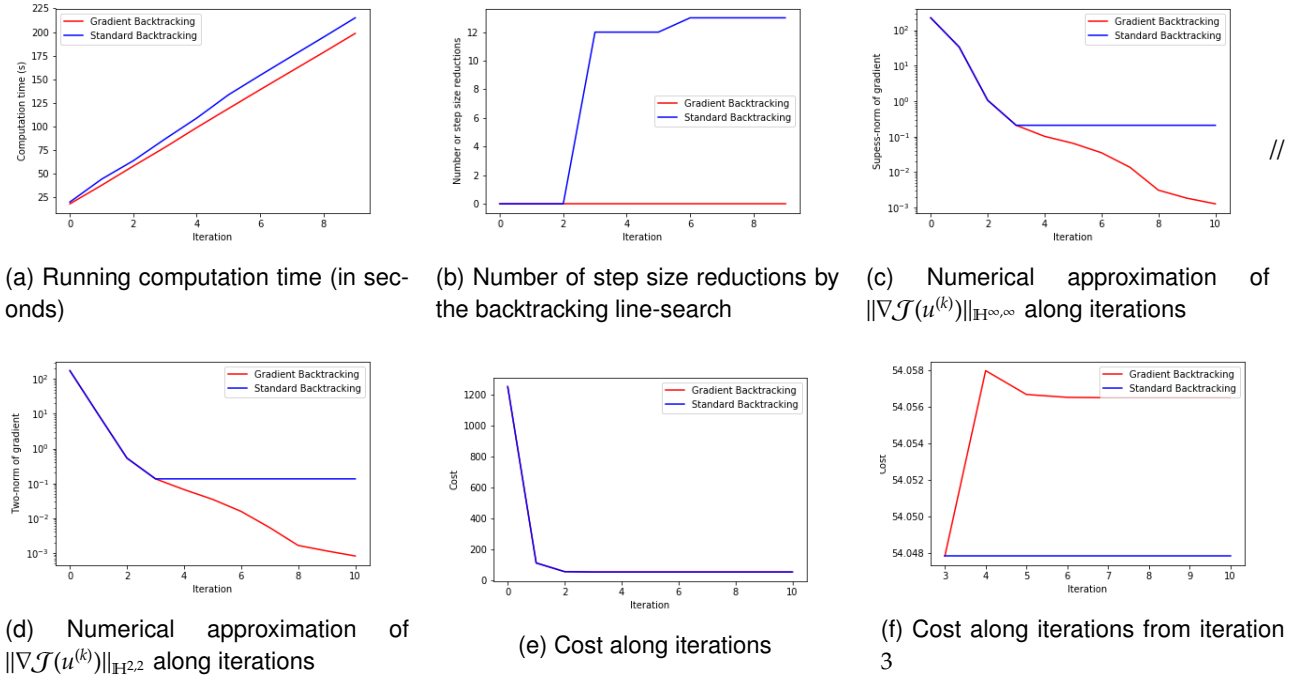 225
200
175
150
125
100
75
50
25
0 2 4 6 8
Computation time (s)
Iteration
Gradient Backtracking
Standard Backtracking
(a) Running computation time (in sec-
onds)
12
10
8
6
4
2
0
0 2 4 6 8
Number or step size reductions
Iteration
Gradient Backtracking
Standard Backtracking
(b) Number of step size reductions by
the backtracking line-search
10²
10¹
10⁰
10⁻¹
10⁻²
10⁻³
0 2 4 6 8 10
Supess-norm of gradient
Iteration
Gradient Backtracking
Standard Backtracking
//
(c) Numerical approximation of
||∇𝒥(u⁽ᵏ⁾)||_ℍ^∞,∞ along iterations
10²
10¹
10⁰
10⁻¹
10⁻²
10⁻³
0 2 4 6 8 10
Two-norm of gradient
Iteration
Gradient Backtracking
Standard Backtracking
(d) Numerical approximation of
||∇𝒥(u⁽ᵏ⁾)||_ℍ^2,2 along iterations
1200
1000
800
600
400
200
0
0 2 4 6 8 10
Cost
Iteration
Gradient Backtracking
Standard Backtracking
(e) Cost along iterations
54.058
54.056
54.054
54.052
54.050
54.048
3 4 5 6 7 8 9 10
Cost
Iteration
Gradient Backtracking
Standard Backtracking
(f) Cost along iterations from iteration
3